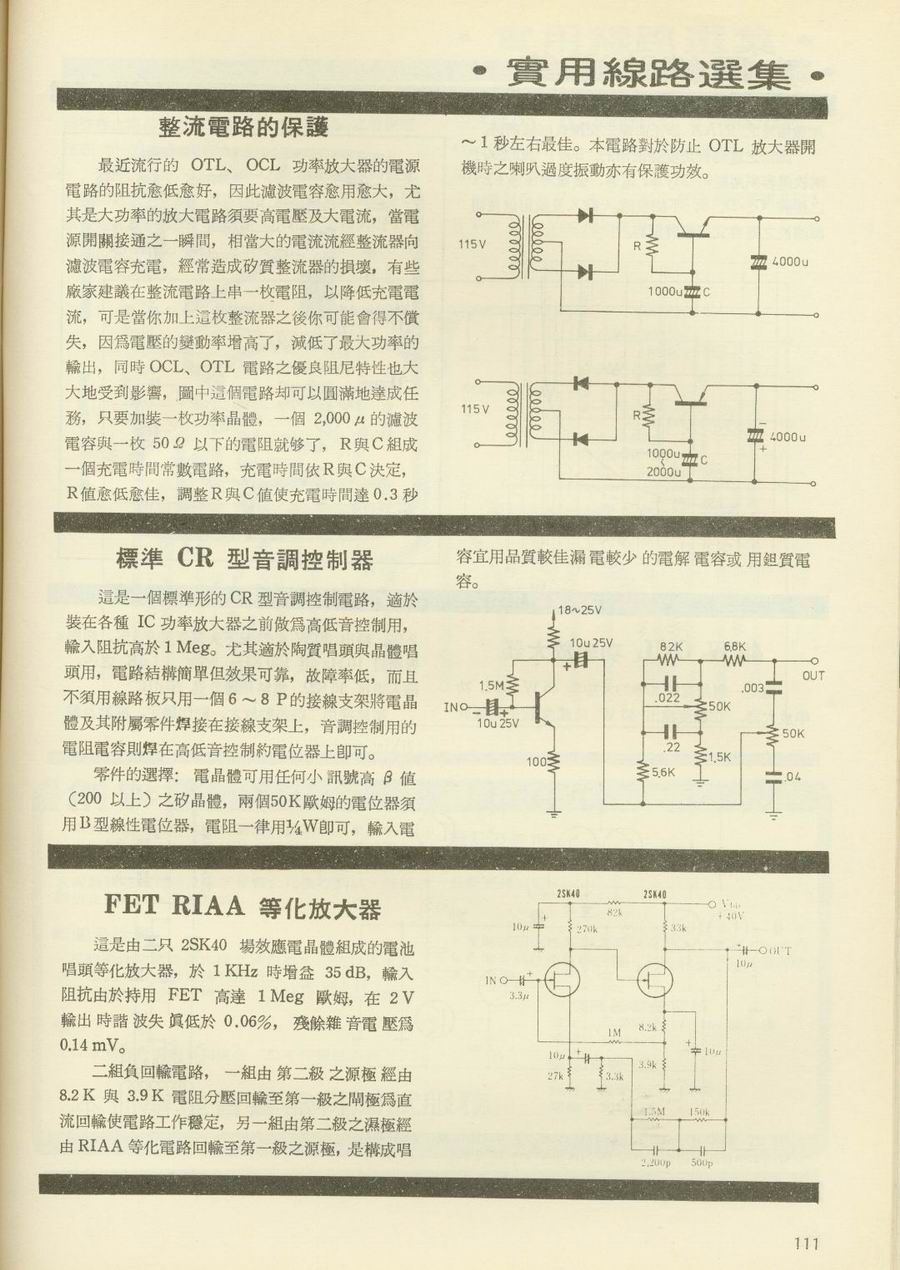 •實用線路選集•
整流電路的保護
最近流行的 OTL、 OCL 功率放大器的電源
電路的阻抗愈低愈好，因此濾波電容愈用愈大，尤
其是大功率的放大電路須要高電壓及大電流，當電
源開關接通之一瞬間，相當大的電流流經整流器向
濾波電容充電，經常造成矽質整流器的損壞，有些
廠家建議在整流電路上串一枚電阻，以降低充電電
流，可是當你加上這枚整流器之後你可能會得不償
失，因爲電壓的變動率增高了，減低了最大功率的
輸出，同時 OCL、OTL 電路之優良阻尼特性也大
大地受到影響，圖中這個電路却可以圓滿地達成任
務，只要加裝一枚功率晶體，一個 2,000 μ 的濾波
電容與一枚 50 Ω 以下的電阻就够了， R與C 組成
一個充電時間常數電路，充電時間依R與C決定，
R值愈低愈佳，調整R與C值使充電時間達 0.3 秒
～1 秒左右最佳。本電路對於防止 OTL 放大器開
機時之喇叭過度振動亦有保護功效。
115V
R
1000u
C
4000u
115V
R
1000u
～
2000u
C
−
4000u
+
標準 CR 型音調控制器
這是一個標準形的 CR 型音調控制電路，適於
裝在各種 IC 功率放大器之前做爲高低音控制用，
輸入阻抗高於 1 Meg。尤其適於陶質唱頭與晶體唱
頭用，電路結構簡單但效果可靠，故障率低，而且
不須用線路板只用一個 6 ～ 8 P的接線支架將電晶
體及其附屬零件焊接在接線支架上，音調控制用的
電阻電容則焊在高低音控制約電位器上卽可。
零件的選擇： 電晶體可用任何小訊號高 β 值
（200 以上）之矽晶體，兩個50K歐姆的電位器須
用B型線性電位器，電阻一律用¼W卽可，輸入電
容宜用品質較佳漏電較少的電解電容或用鉭質電
容。
18~25V
10u25V
+
1.5M
IN
− +
10u25V
100
82K
6.8K
OUT
.022
50K
.003
.22
50K
1.5K
5.6K
.04
FET RIAA 等化放大器
這是由二只 2SK40 場效應電晶體組成的電池
唱頭等化放大器，於 1 KHz 時增益 35 dB，輸入
阻抗由於持用 FET 高達 1 Meg 歐姆，在 2 V
輸出時諧波失眞低於 0.06%， 殘餘雜音電壓爲
0.14 mV。
二組負回輸電路， 一組由第二級之源極經由
8.2 K 與 3.9 K 電阻分壓回輸至第一級之閘極爲直
流回輸使電路工作穩定，另一組由第二級之濕極經
由 RIAA 等化電路回輸至第一級之源極，是構成唱
2SK40
2SK40
82k
+ 40V
10μ
+
270k
33k
OUT
10μ
IN
+
3.3μ
1M
8.2k
10μ
+
10μ
+
27k
3.3k
3.9k
1.5M
150k
2,200p
500p
111